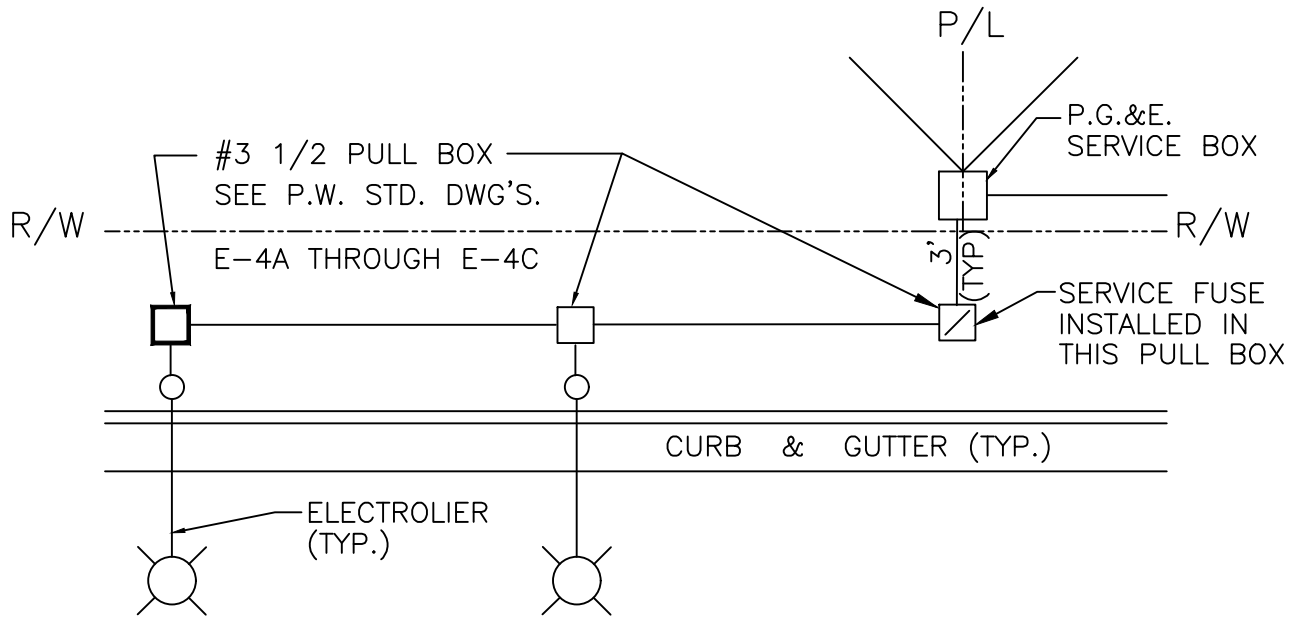 P/L
P.G.&E.
SERVICE BOX
#3 1/2 PULL BOX
SEE P.W. STD. DWG'S.
R/W
R/W
E-4A THROUGH E-4C
3'
(TYP)
SERVICE FUSE
INSTALLED IN
THIS PULL BOX
CURB & GUTTER (TYP.)
ELECTROLIER
(TYP.)